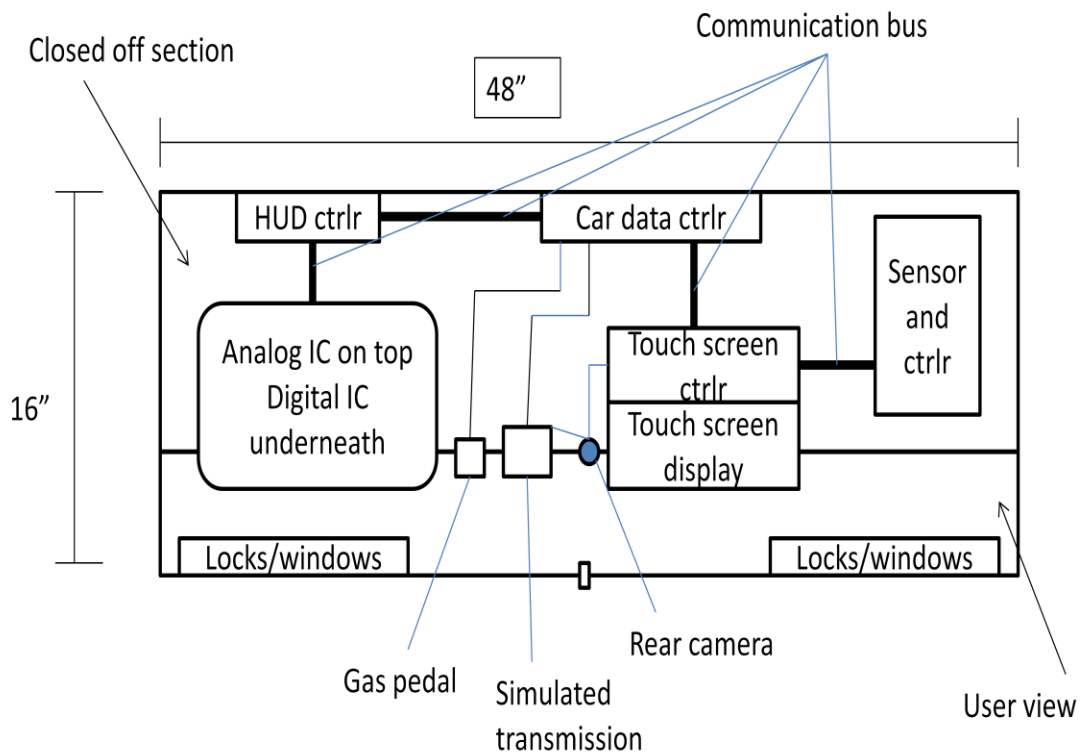 Communication bus
Closed off section
48”
HUD ctrlr
Car data ctrlr
Sensor
and
ctrlr
Analog IC on top
Digital IC
underneath
Touch screen
ctrlr
16”
Touch screen
display
Locks/windows
Locks/windows
Rear camera
Gas pedal
Simulated
transmission
User view